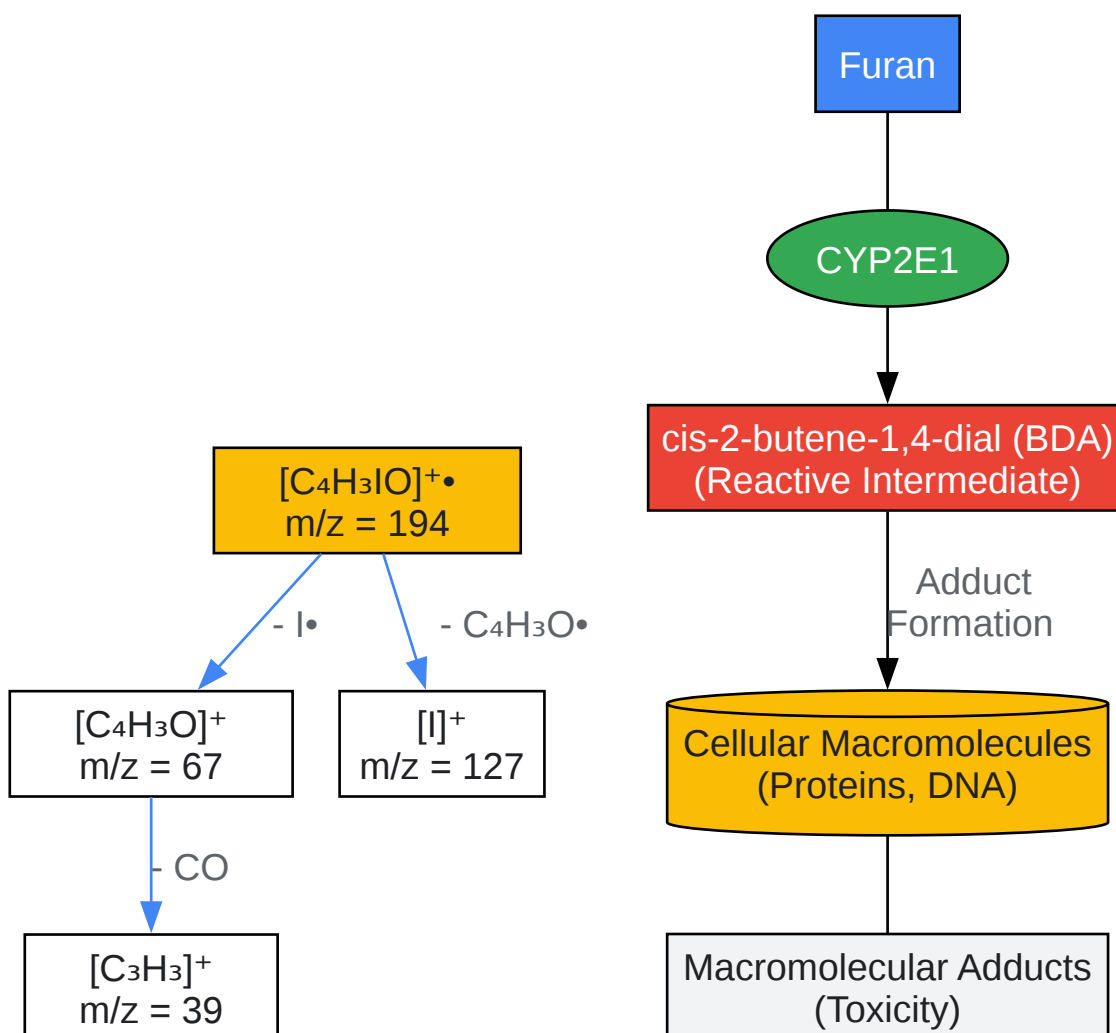 Furan
CYP2E1
cis-2-butene-1,4-dial (BDA)
(Reactive Intermediate)
Adduct
Formation
Cellular Macromolecules
(Proteins, DNA)
Macromolecular Adducts
(Toxicity)
[C₄H₃IO]⁺•
m/z = 194
- I•
- C₄H₃O•
[C₄H₃O]⁺
m/z = 67
[I]⁺
m/z = 127
- CO
[C₃H₃]⁺
m/z = 39